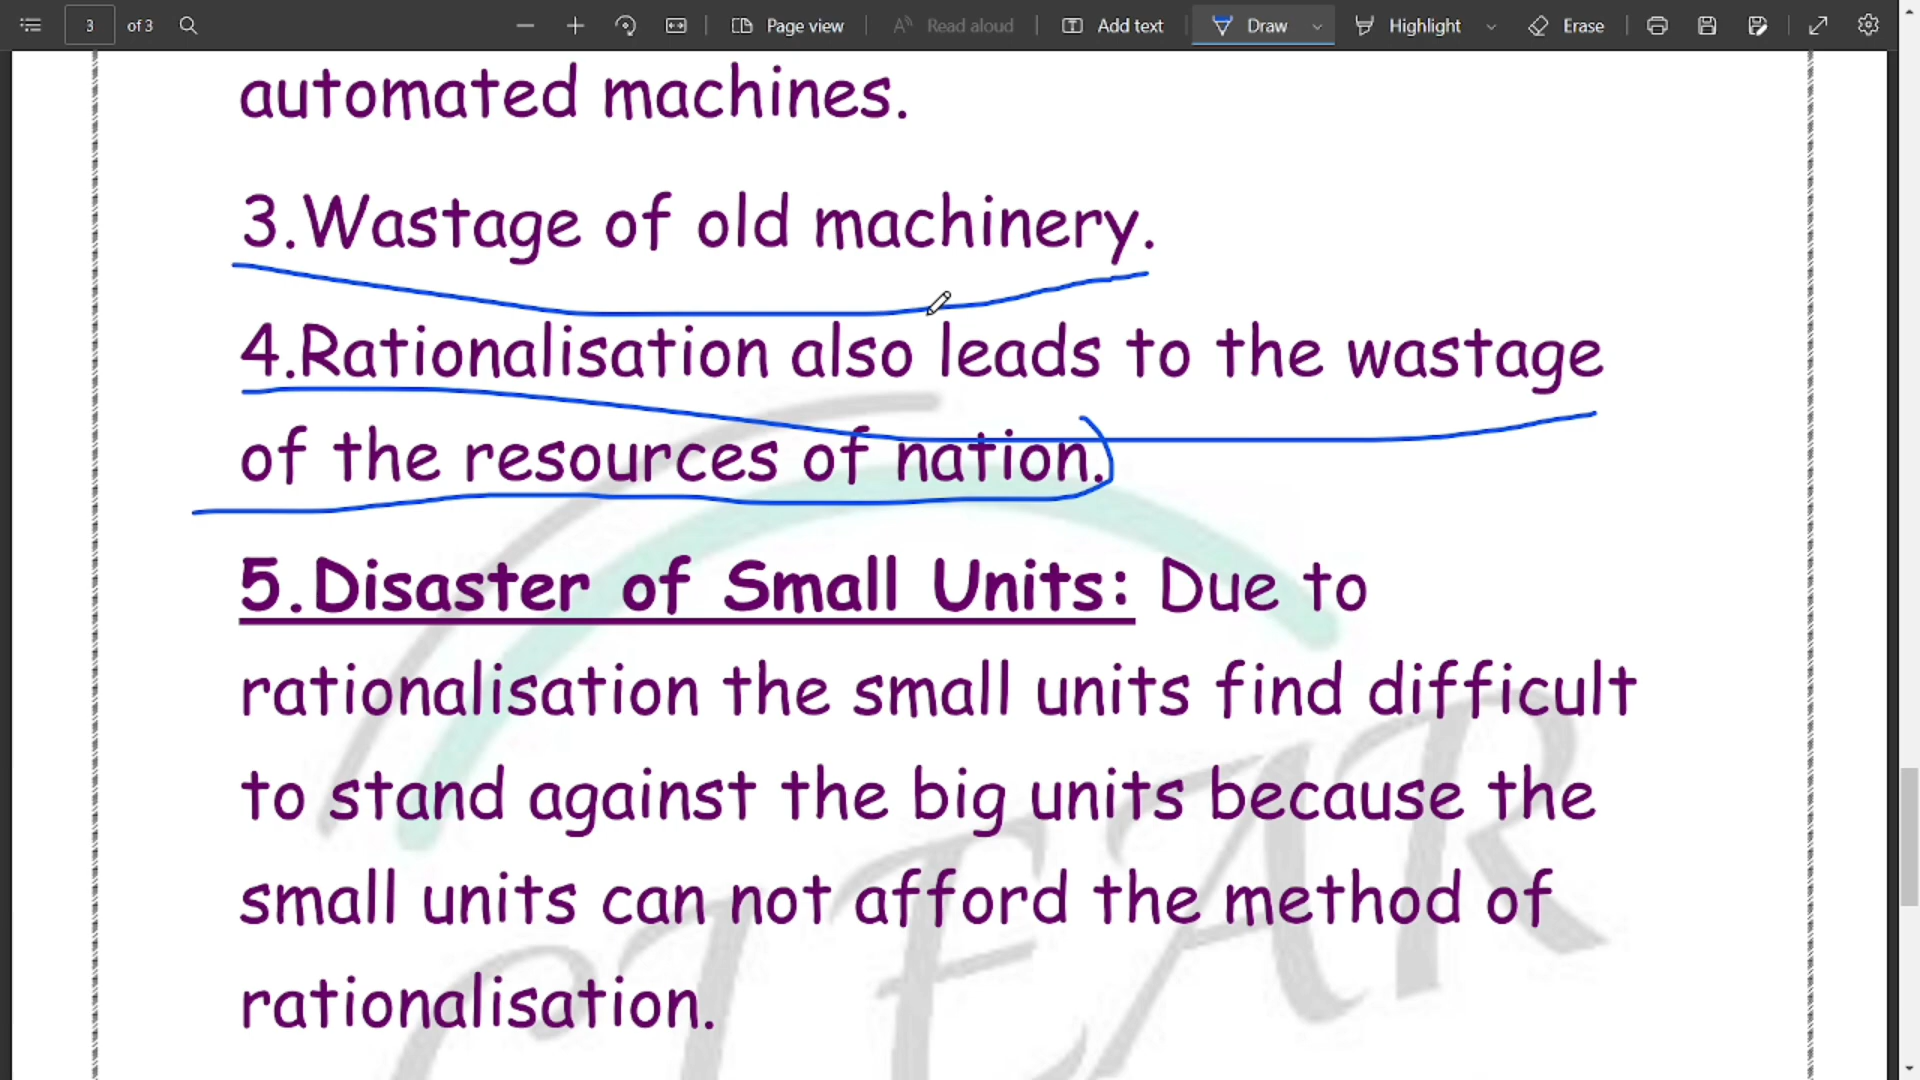 3 of 3 Page view Read aloud Add text Draw Highlight Erase
automated machines.
3.Wastage of old machinery.
4.Rationalisation also leads to the wastage
of the resources of nation.
5.Disaster of Small Units: Due to
rationalisation the small units find difficult
to stand against the big units because the
small units can not afford the method of
rationalisation.